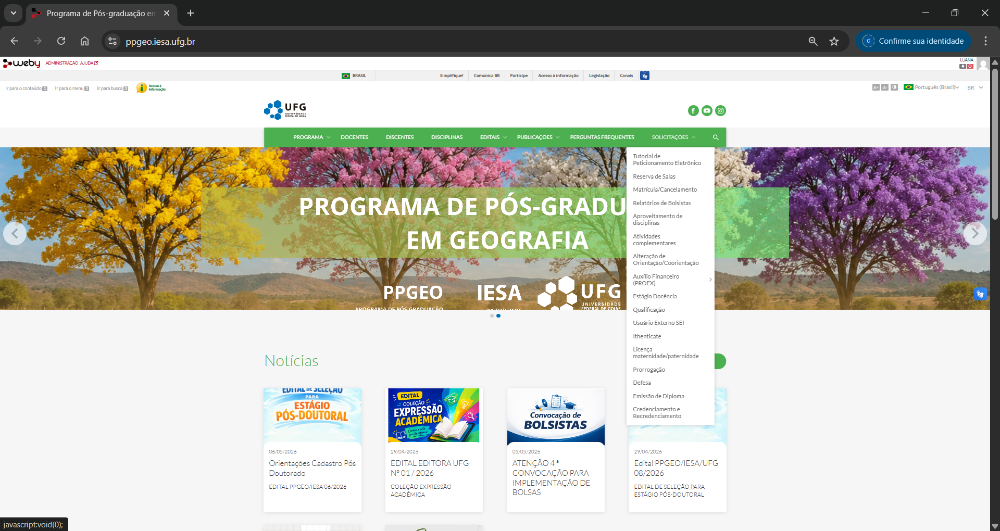 Programa de Pós-graduação em
ppgeo.iesa.ufg.br
Confirme sua identidade
weby
ADMINISTRAÇÃO AJUDA
LUANA
BRASIL
Simplifique!
Comunica BR
Participe
Acesso à informação
Legislação
Canais
Ir para o conteúdo 1
Ir para o menu 2
Ir para busca 3
Acesso à
Informação
A+ A-
Português (Brasil)
BR
UFG
UNIVERSIDADE
FEDERAL DE GOIÁS
PROGRAMA
DOCENTES
DISCENTES
DISCIPLINAS
EDITAIS
PUBLICAÇÕES
PERGUNTAS FREQUENTES
SOLICITAÇÕES
Tutorial de
Peticionamento Eletrônico
Reserva de Salas
Matrícula/Cancelamento
Relatórios de Bolsistas
Aproveitamento de
disciplinas
Atividades
complementares
Alteração de
Orientação/Coorientação
Auxílio Financeiro
(PROEX)
Estágio Docência
Qualificação
Usuário Externo SEI
Ithenticate
Licença
maternidade/paternidade
Prorrogação
Defesa
Emissão de Diploma
Credenciamento e
Recredenciamento
PROGRAMA DE PÓS-GRADU
EM GEOGRAFIA
PPGEO
PROGRAMA DE PÓS GRADUAÇÃO
IESA
INSTITUTO DE
UFG
UNIVERSIDADE
FEDERAL DE GOIÁS
Notícias
EDITAL DE SELEÇÃO
PARA
ESTÁGIO
PÓS-DOUTORAL
06/05/2026
Orientações Cadastro Pós
Doutorado
EDITAL PPGEO/IESA 06/2026
EDITAL
COLEÇÃO
EXPRESSÃO
ACADÊMICA
29/04/2026
EDITAL EDITORA UFG
Nº 01 / 2026
COLEÇÃO EXPRESSÃO
ACADÊMICA
Convocação de
BOLSISTAS
05/05/2026
ATENÇÃO 4 ª
CONVOCAÇÃO PARA
IMPLEMENTAÇÃO DE
BOLSAS
29/04/2026
Edital PPGEO/IESA/UFG
08/2026
EDITAL DE SELEÇÃO PARA
ESTÁGIO PÓS-DOUTORAL
javascript:void(0);